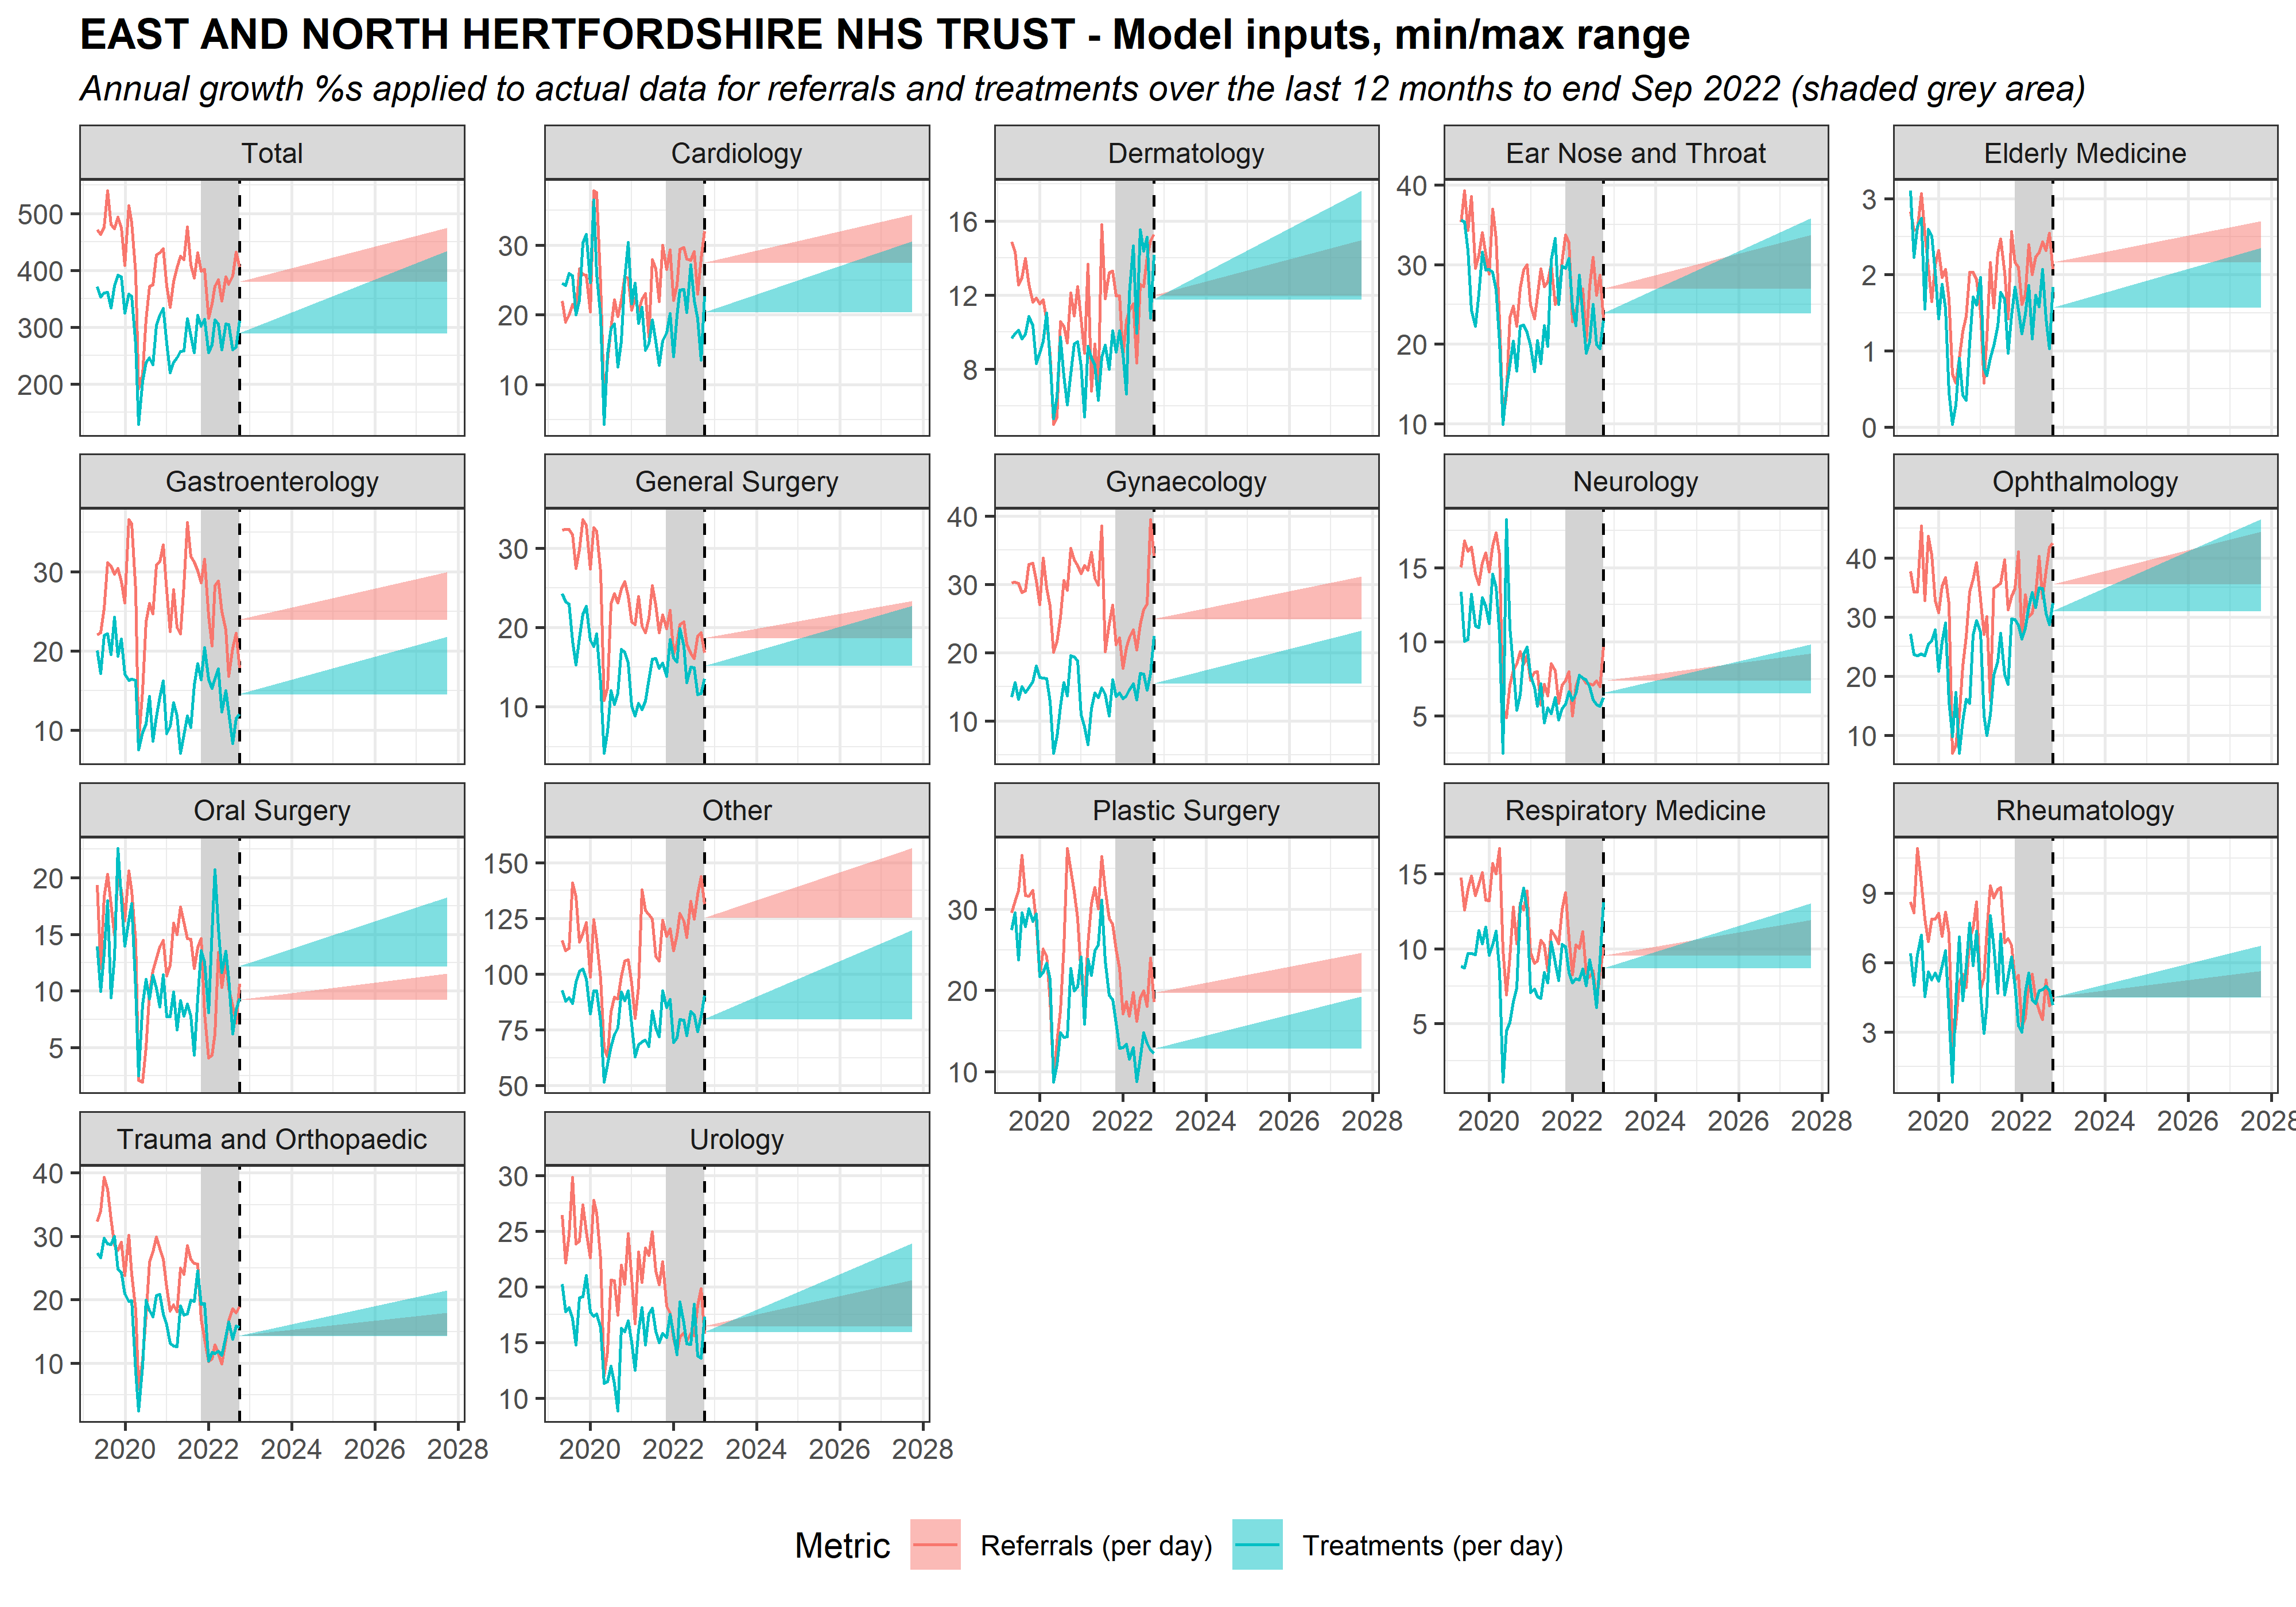 EAST AND NORTH HERTFORDSHIRE NHS TRUST - Model inputs, min/max range
Annual growth %s applied to actual data for referrals and treatments over the last 12 months to end Sep 2022 (shaded grey area)
Total
Cardiology
Dermatology
Ear Nose and Throat
Elderly Medicine
500
400
300
200
30
20
10
16
12
8
40
30
20
10
3
2
1
0
Gastroenterology
General Surgery
Gynaecology
Neurology
Ophthalmology
30
20
10
30
20
10
40
30
20
10
15
10
5
40
30
20
10
Oral Surgery
Other
Plastic Surgery
Respiratory Medicine
Rheumatology
20
15
10
5
150
125
100
75
50
30
20
10
15
10
5
9
6
3
2020 2022 2024 2026 2028
2020 2022 2024 2026 2028
2020 2022 2024 2026 2028
Trauma and Orthopaedic
Urology
40
30
20
10
30
25
20
15
10
2020 2022 2024 2026 2028
2020 2022 2024 2026 2028
Metric Referrals (per day) Treatments (per day)